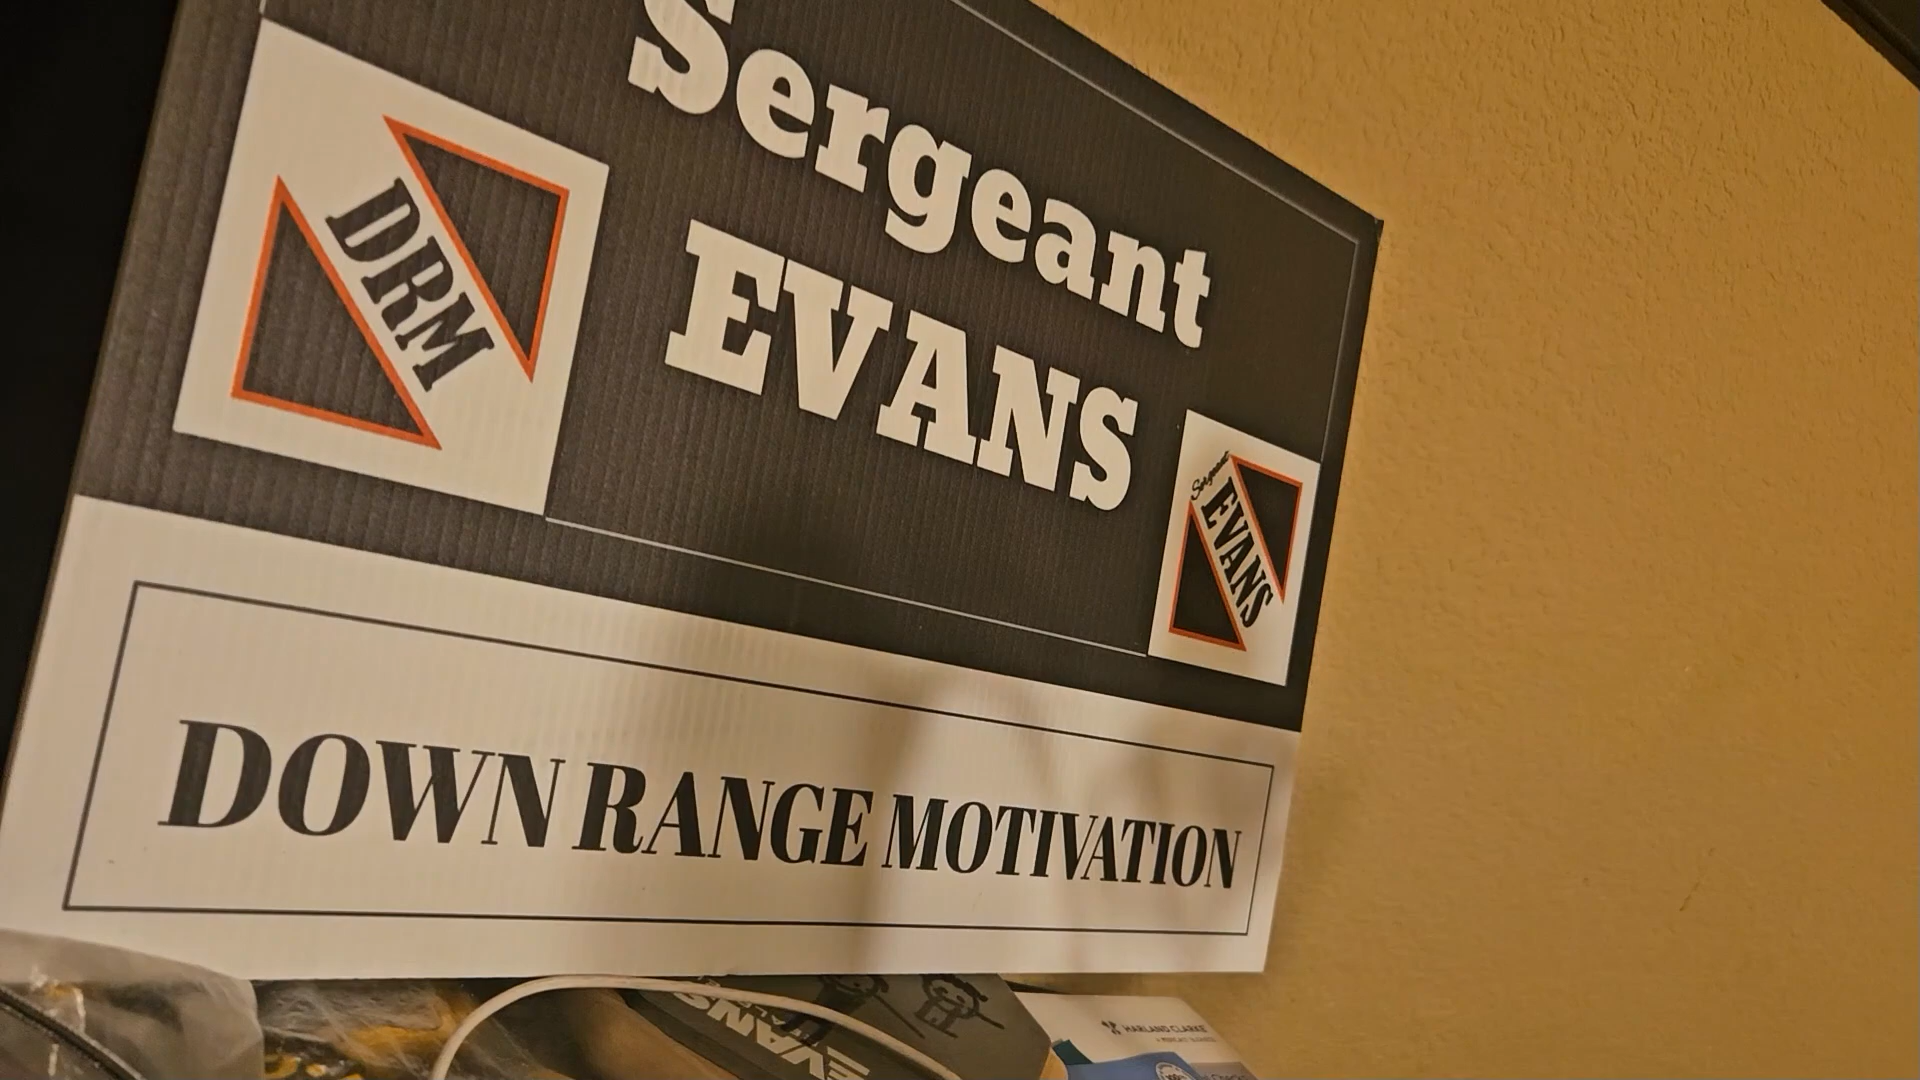 Sergeant
EVANS
DRM
Sergeant
EVANS
DOWN RANGE MOTIVATION
EVANS
HARLAND CLARKE